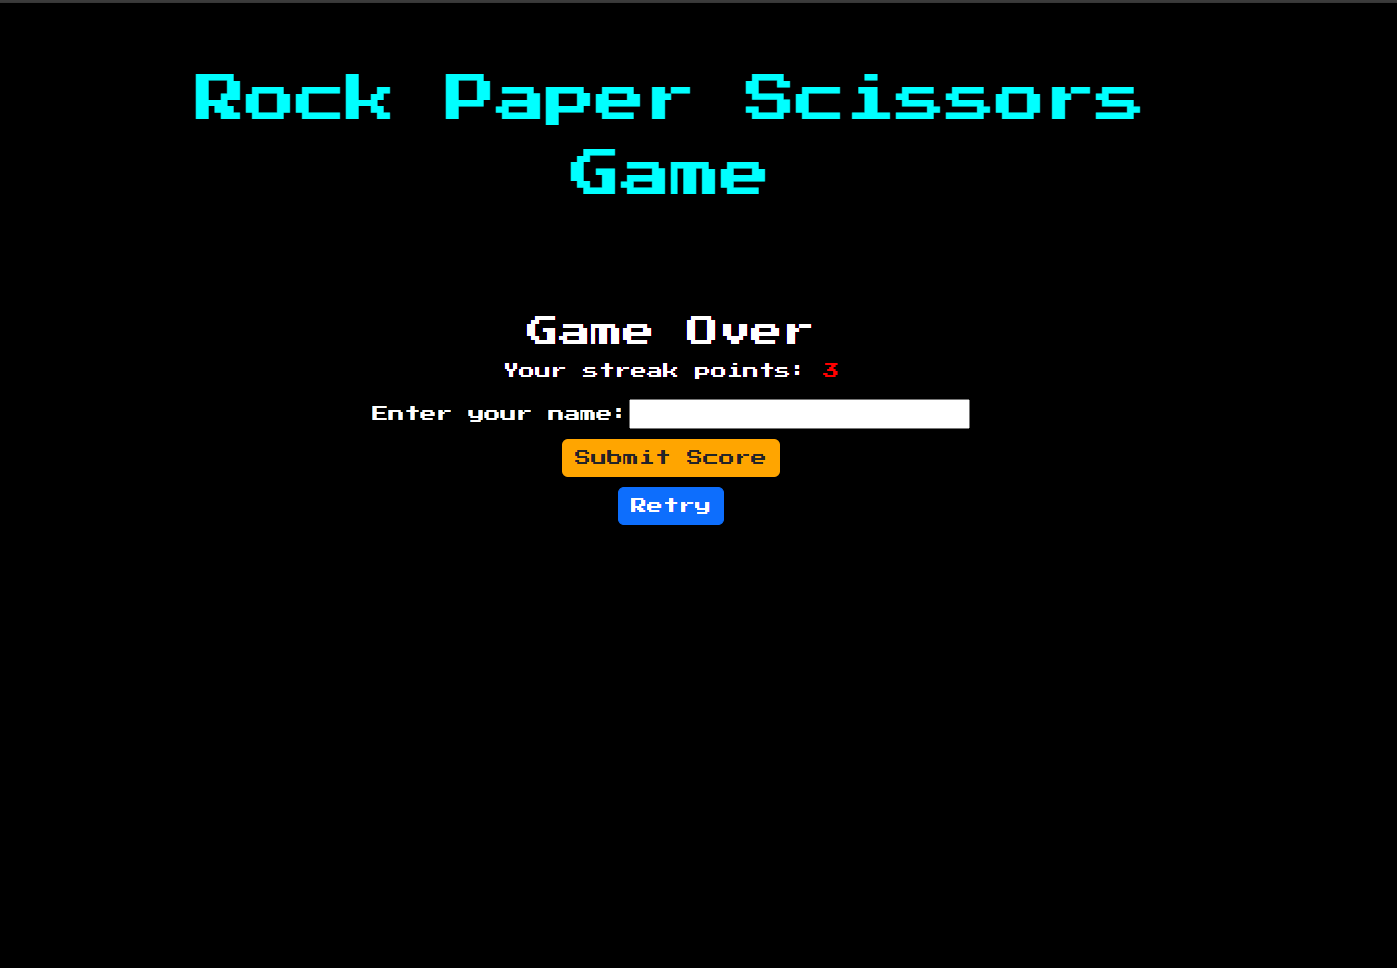 Rock Paper Scissors
Game
Game Over
Your streak points: 3
Enter your name:
Submit Score
Retry